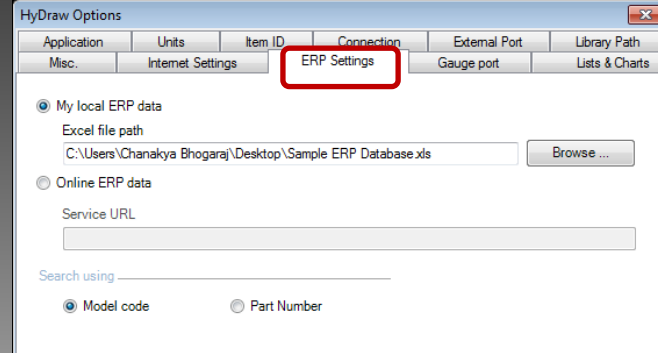 HyDraw Options
Application Units Item ID Connection External Port Library Path
Misc. Internet Settings ERP Settings Gauge port Lists & Charts
My local ERP data
Excel file path
C:\Users\Chanakya Bhogaraj\Desktop\Sample ERP Database.xls Browse ...
Online ERP data
Service URL
Search using
Model code Part Number